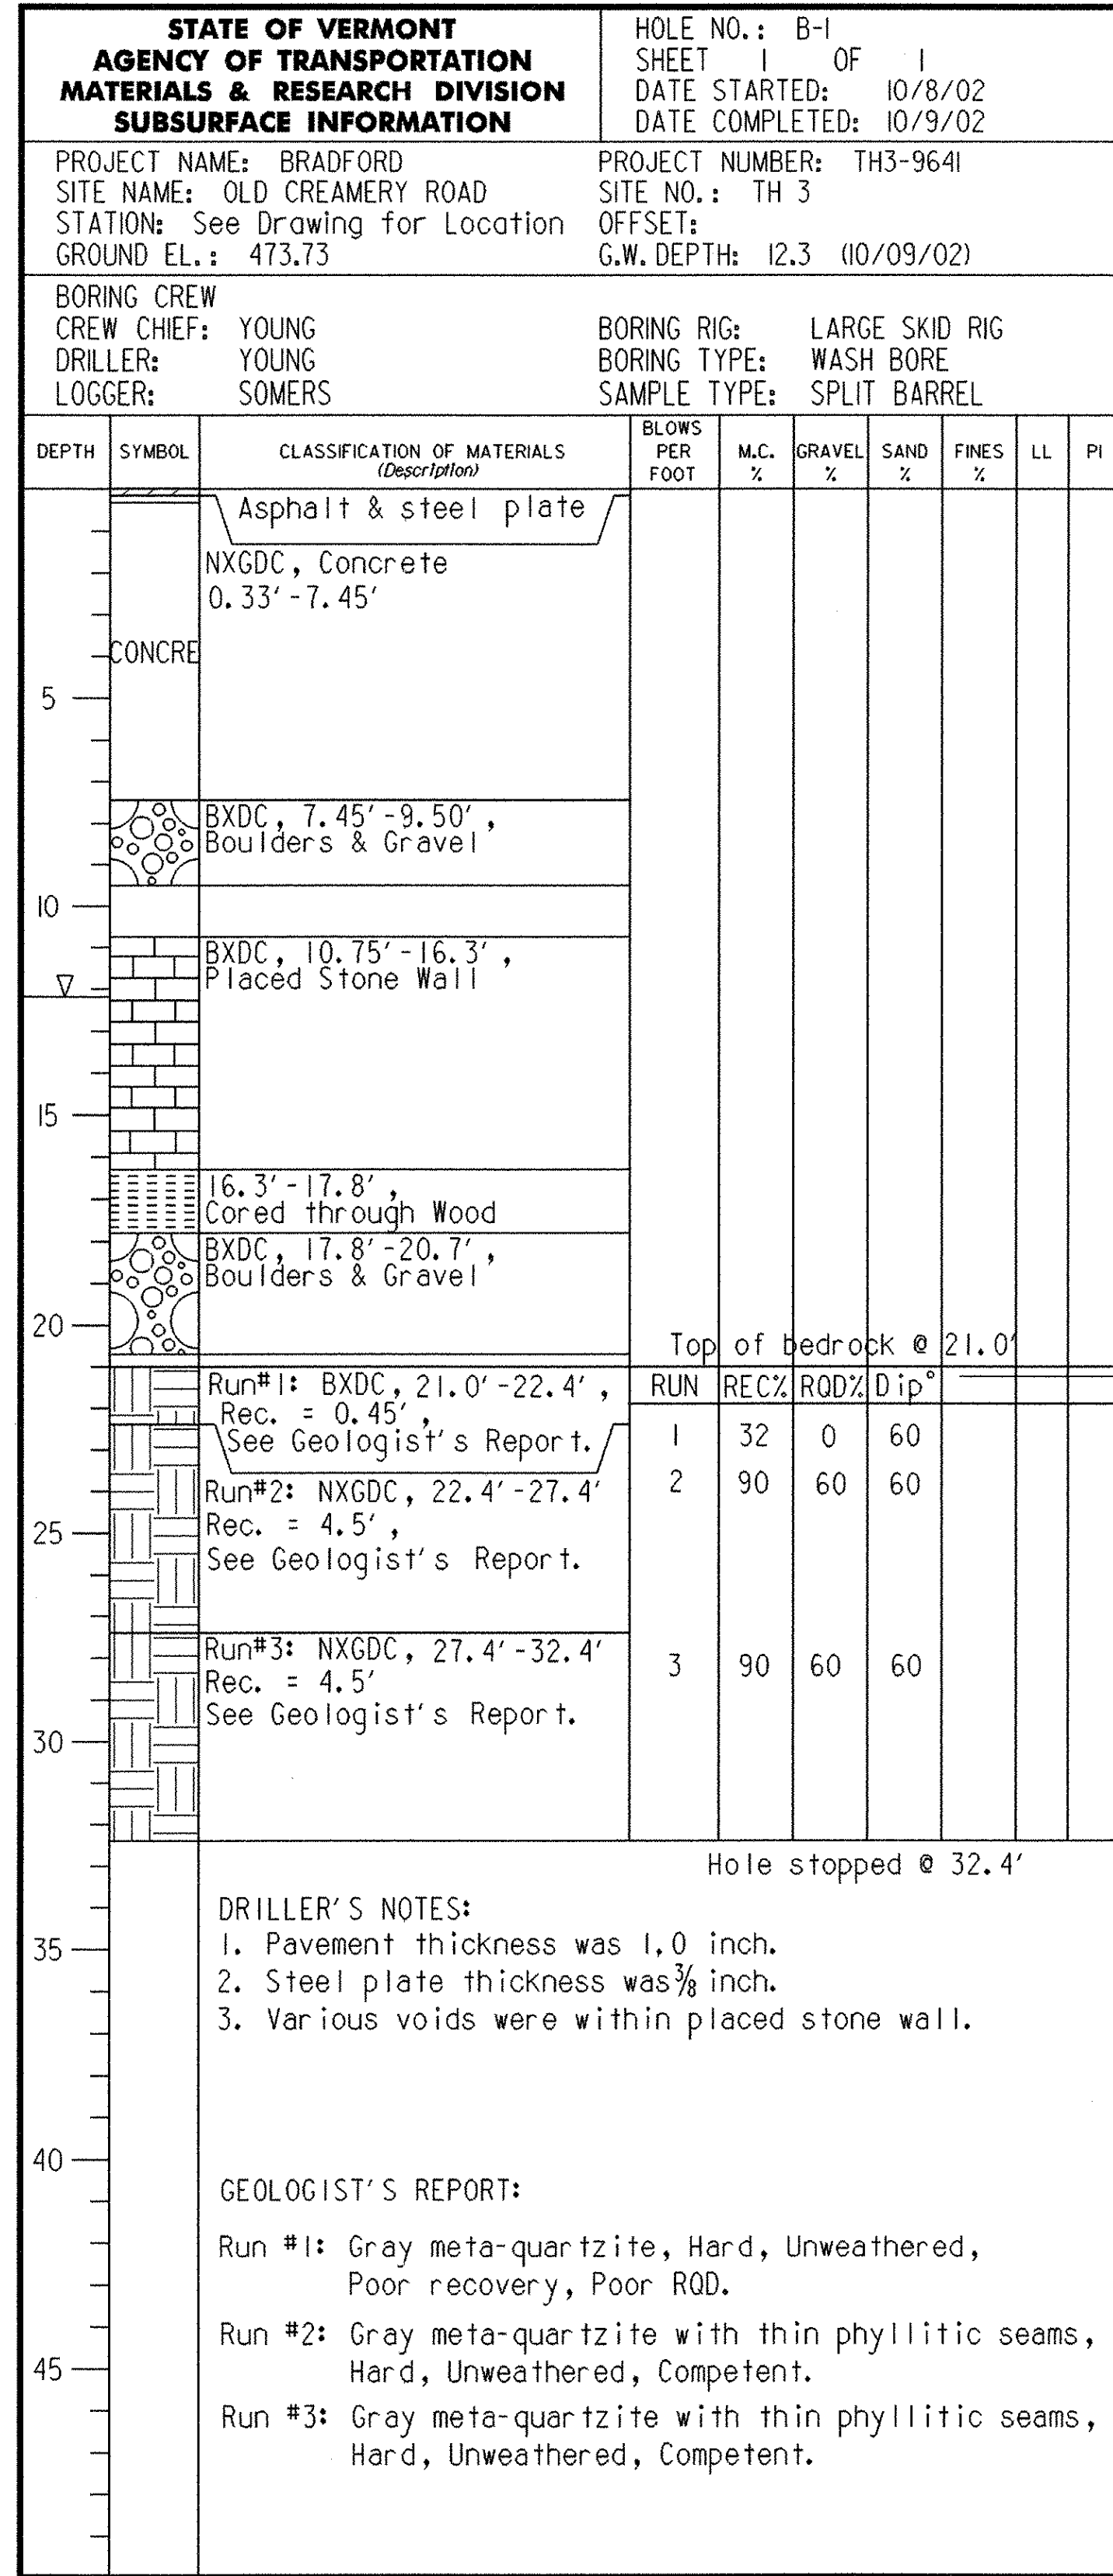 STATE OF VERMONT
AGENCY OF TRANSPORTATION
MATERIALS & RESEARCH DIVISION
SUBSURFACE INFORMATION
HOLE NO.: B-1
SHEET 1 OF 1
DATE STARTED: 10/8/02
DATE COMPLETED: 10/9/02
PROJECT NAME: BRADFORD
SITE NAME: OLD CREAMERY ROAD
STATION: See Drawing for Location
GROUND EL.: 473.73
PROJECT NUMBER: TH3-9641
SITE NO.: TH 3
OFFSET:
G.W. DEPTH: 12.3 (10/09/02)
BORING CREW
CREW CHIEF: YOUNG
DRILLER: YOUNG
LOGGER: SOMERS
BORING RIG: LARGE SKID RIG
BORING TYPE: WASH BORE
SAMPLE TYPE: SPLIT BARREL
DEPTH SYMBOL CLASSIFICATION OF MATERIALS (Description) BLOWS PER FOOT M.C. % GRAVEL % SAND % FINES % LL PI
Asphalt & steel plate
NXGDC, Concrete
0.33'-7.45'
CONCRE
5
BXDC, 7.45'-9.50',
Boulders & Gravel
10
BXDC, 10.75'-16.3',
Placed Stone Wall
15
16.3'-17.8',
Cored through Wood
BXDC, 17.8'-20.7',
Boulders & Gravel
20
Top of bedrock @ 21.0'
RUN REC% RQD% Dip°
Run#1: BXDC, 21.0'-22.4',
Rec. = 0.45',
See Geologist's Report.
1 32 0 60
Run#2: NXGDC, 22.4'-27.4'
Rec. = 4.5',
See Geologist's Report.
2 90 60 60
25
Run#3: NXGDC, 27.4'-32.4'
Rec. = 4.5'
See Geologist's Report.
3 90 60 60
30
Hole stopped @ 32.4'
DRILLER'S NOTES:
1. Pavement thickness was 1.0 inch.
2. Steel plate thickness was 3/8 inch.
3. Various voids were within placed stone wall.
35
40
GEOLOGIST'S REPORT:
Run #1: Gray meta-quartzite, Hard, Unweathered,
Poor recovery, Poor RQD.
Run #2: Gray meta-quartzite with thin phyllitic seams,
Hard, Unweathered, Competent.
45
Run #3: Gray meta-quartzite with thin phyllitic seams,
Hard, Unweathered, Competent.